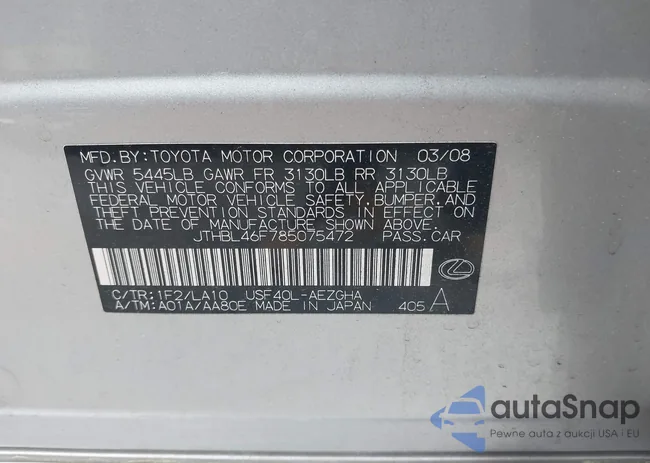 MFD.BY:TOYOTA MOTOR CORPORATION 03/08
GVWR 5445LB GAWR FR 3130LB RR 3130LB
THIS VEHICLE CONFORMS TO ALL APPLICABLE
FEDERAL MOTOR VEHICLE SAFETY,BUMPER,AND
THEFT PREVENTION STANDARDS IN EFFECT ON
THE DATE OF MANUFACTURE SHOWN ABOVE.
JTHBL46F785075472 PASS.CAR
C/TR:1F2/LA10 USF40L-AEZGHA
A/TM:A01A/AA80E MADE IN JAPAN 405 A
autaSnap
Pewne auta z aukcji USA i EU